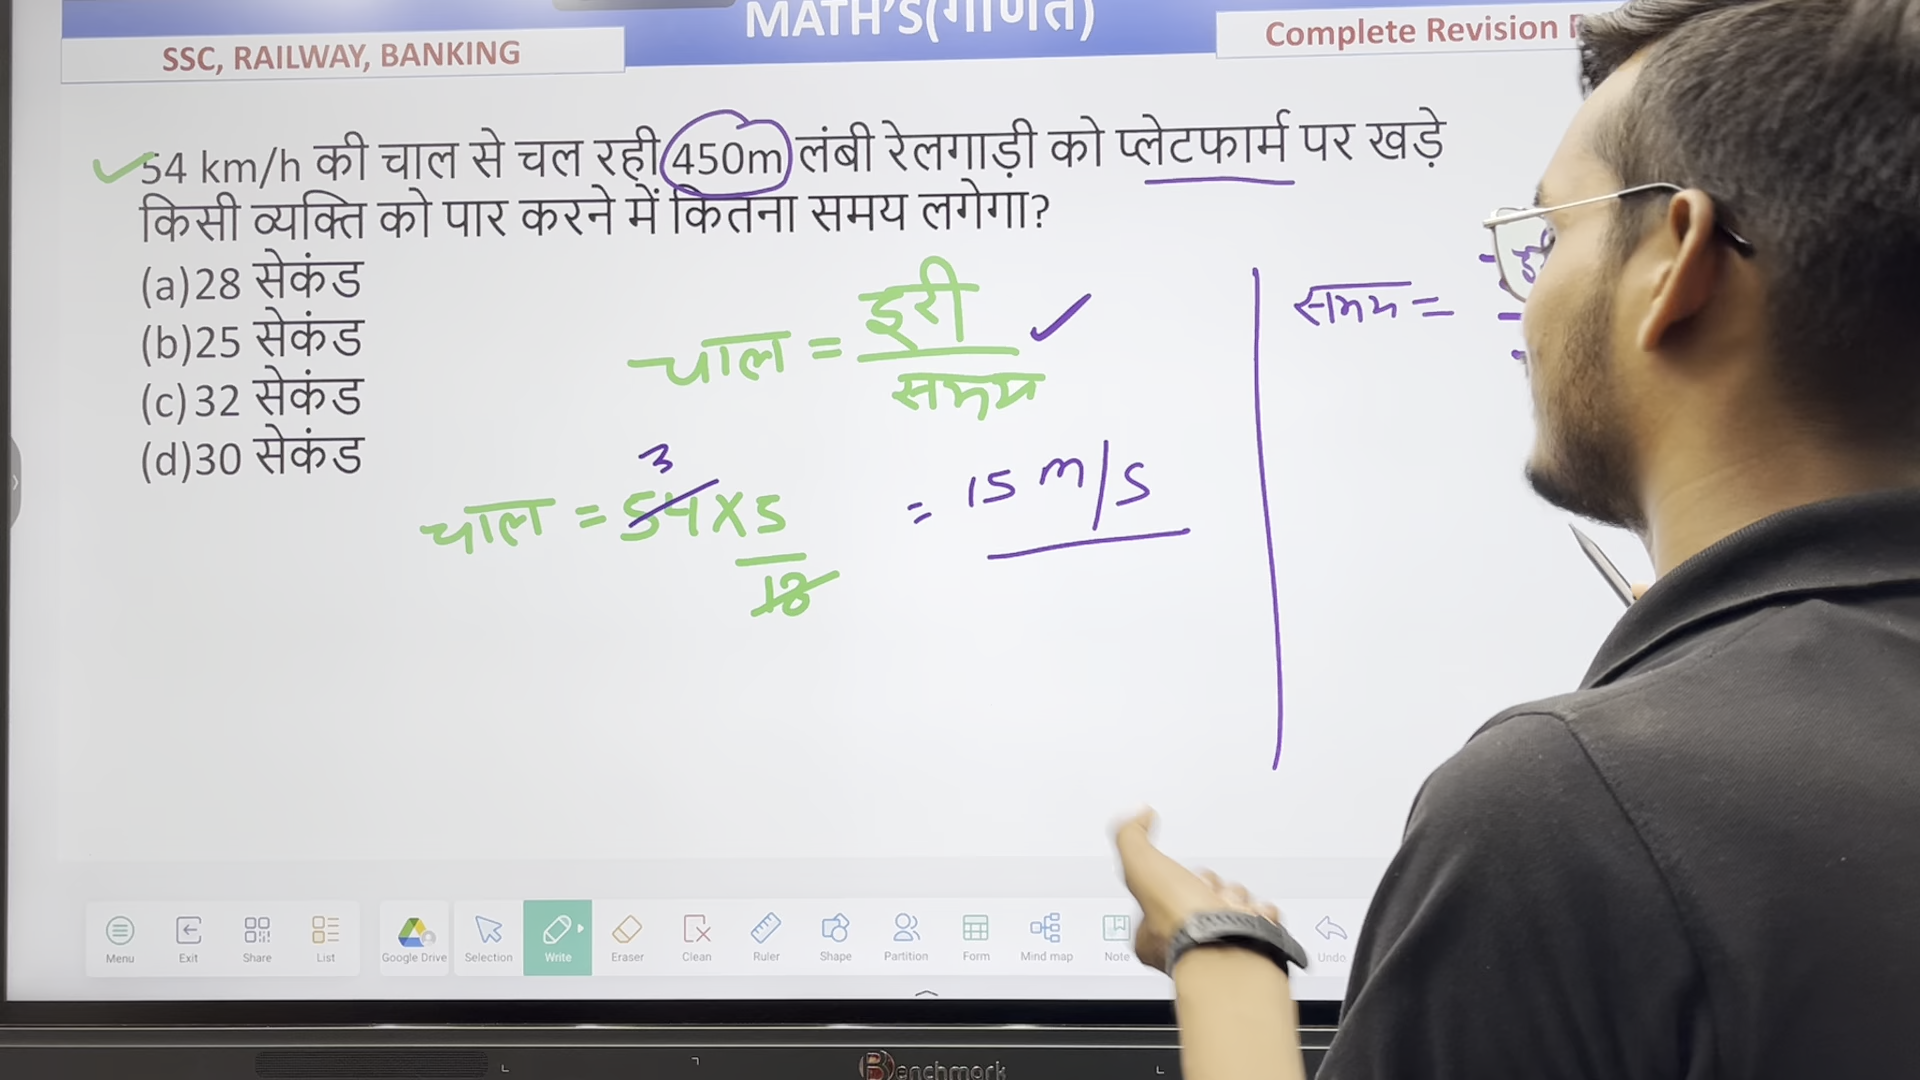 MATH'S(गणित)
SSC, RAILWAY, BANKING
Complete Revision
54 km/h की चाल से चल रही 450m लंबी रेलगाड़ी को प्लेटफार्म पर खड़े
किसी व्यक्ति को पार करने में कितना समय लगेगा?
(a)28 सेकंड
(b)25 सेकंड
(c)32 सेकंड
(d)30 सेकंड
चाल = दूरी / समय
समय =
3
चाल = 54 X 5 / 18 = 15 m/s
Menu Exit Share List Google Drive Selection Write Eraser Clean Ruler Shape Partition Form Mind map Note Undo
Benchmark